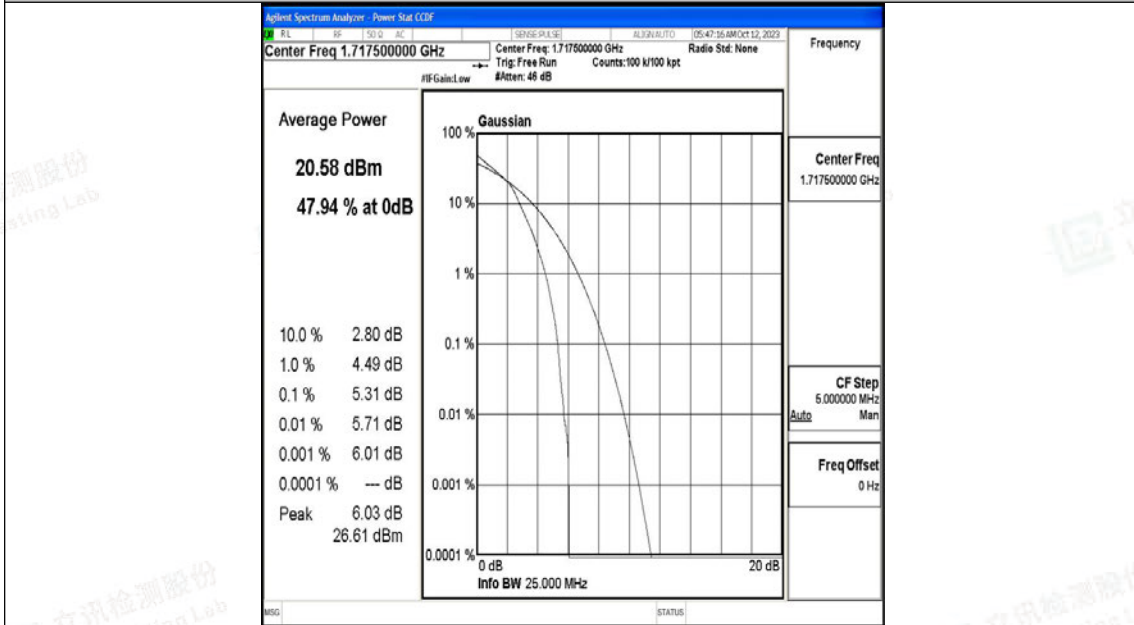 Agilent Spectrum Analyzer - Power Stat CCDF
RL RF 50 Ω AC SENSE:PULSE ALIGNAUTO 05:47:16 AM Oct 12, 2023
Center Freq 1.717500000 GHz
Center Freq: 1.717500000 GHz Radio Std: None
Trig: Free Run Counts:100 k/100 kpt
#IFGain:Low #Atten: 46 dB
Frequency
Average Power
20.58 dBm
47.94 % at 0dB
10.0 % 2.80 dB
1.0 % 4.49 dB
0.1 % 5.31 dB
0.01 % 5.71 dB
0.001 % 6.01 dB
0.0001 % --- dB
Peak 6.03 dB
26.61 dBm
Gaussian
100 %
10 %
1 %
0.1 %
0.01 %
0.001 %
0.0001 %
0 dB 20 dB
Info BW 25.000 MHz
Center Freq
1.717500000 GHz
CF Step
5.000000 MHz
Auto Man
Freq Offset
0 Hz
MSG STATUS